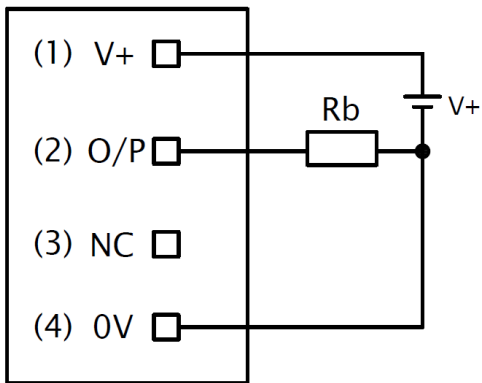 (1) V+
V+
Rb
(2) O/P
(3) NC
(4) 0V